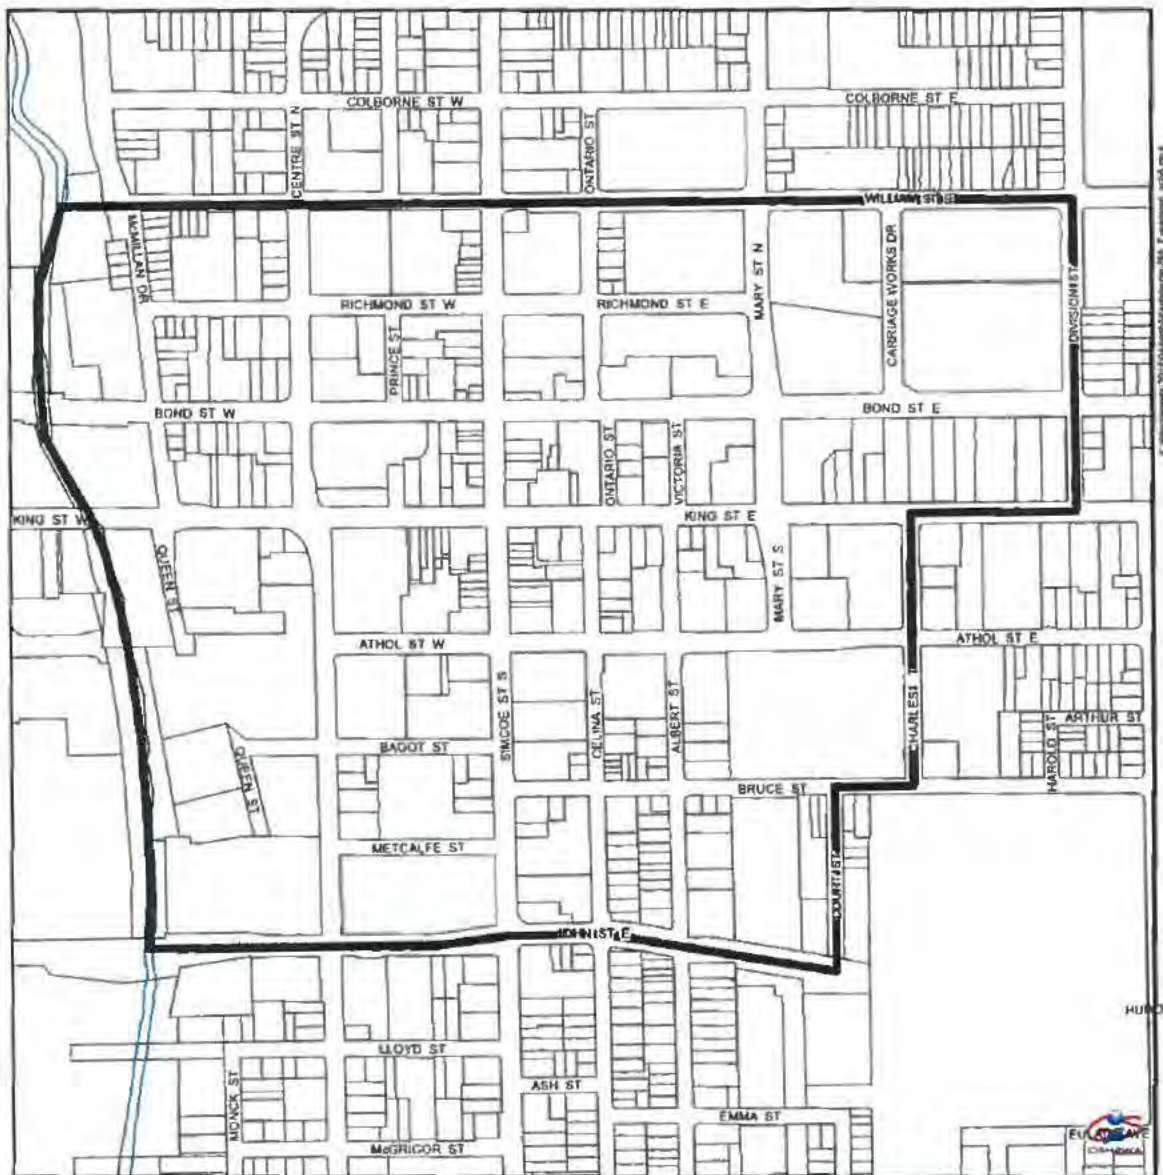 COLBORNE ST W
COLBORNE ST E
CENTRE ST N
ONTARIO ST
WILLIAM ST E
McMILLAN DR
MARY ST N
CARRIAGE WORKS DR
DIVISION ST
RICHMOND ST W
RICHMOND ST E
PRINCE ST
BOND ST W
BOND ST E
ONTARIO ST
VICTORIA ST
KING ST W
KING ST E
QUEEN ST
MARY ST S
ATHOL ST W
ATHOL ST E
SIMCOE ST S
CELINA ST
ALBERT ST
CHARLES ST
ARTHUR ST
HAROLD ST
BAGOT ST
QUEEN ST
BRUCE ST
METCALFE ST
COURT ST
JOHN ST E
LLOYD ST
MONCK ST
ASH ST
EMMA ST
McGRIGOR ST
EULALIE AVE